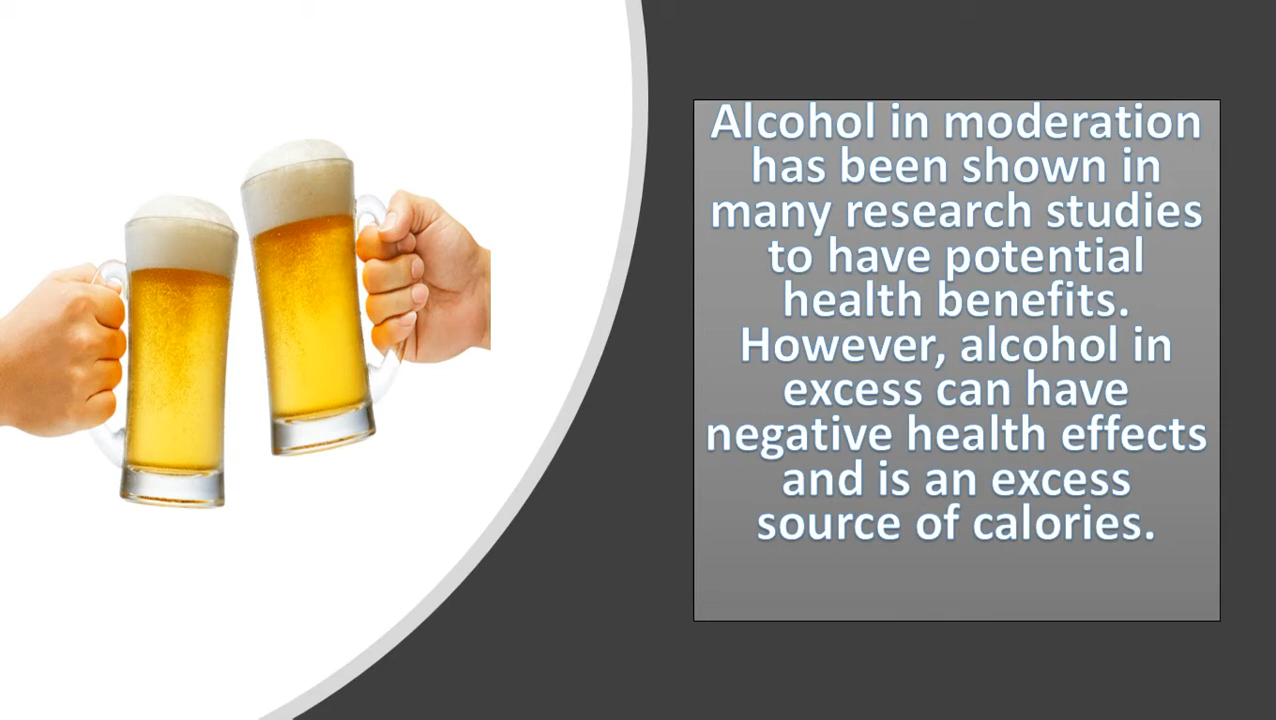 Alcohol in moderation
has been shown in
many research studies
to have potential
health benefits.
However, alcohol in
excess can have
negative health effects
and is an excess
source of calories.